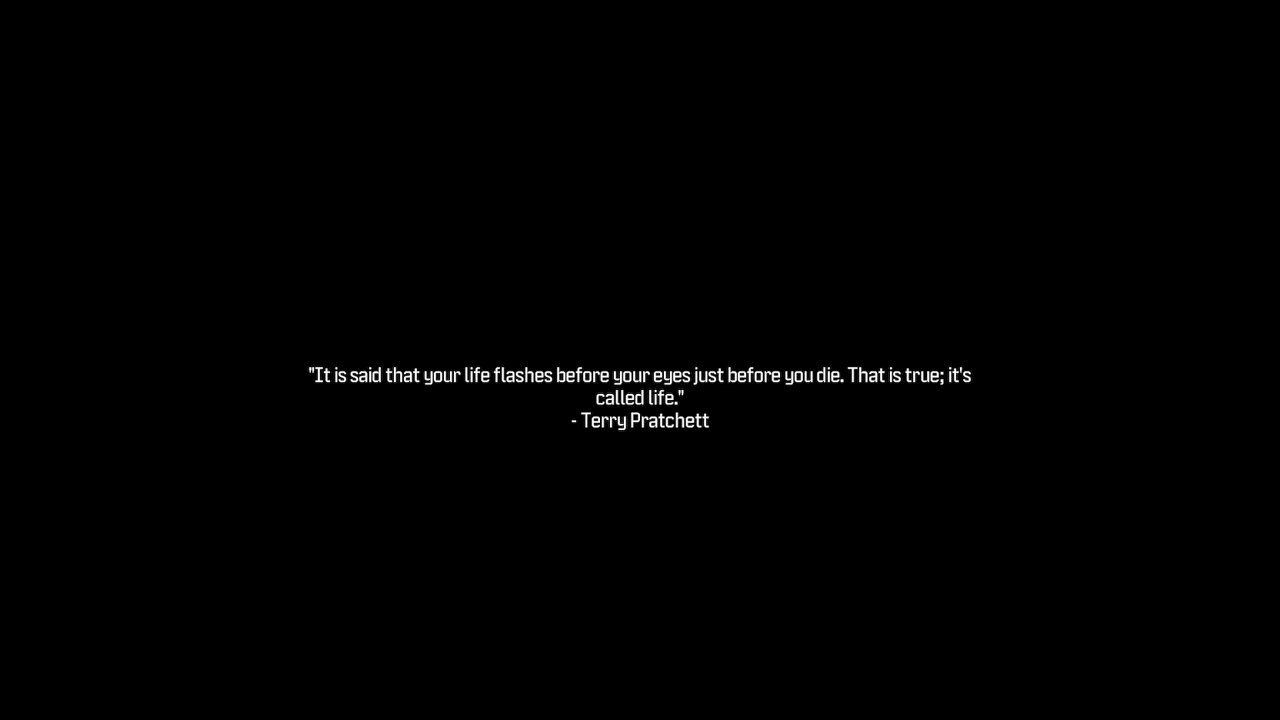 "It is said that your life flashes before your eyes just before you die. That is true; it's
called life."
- Terry Pratchett